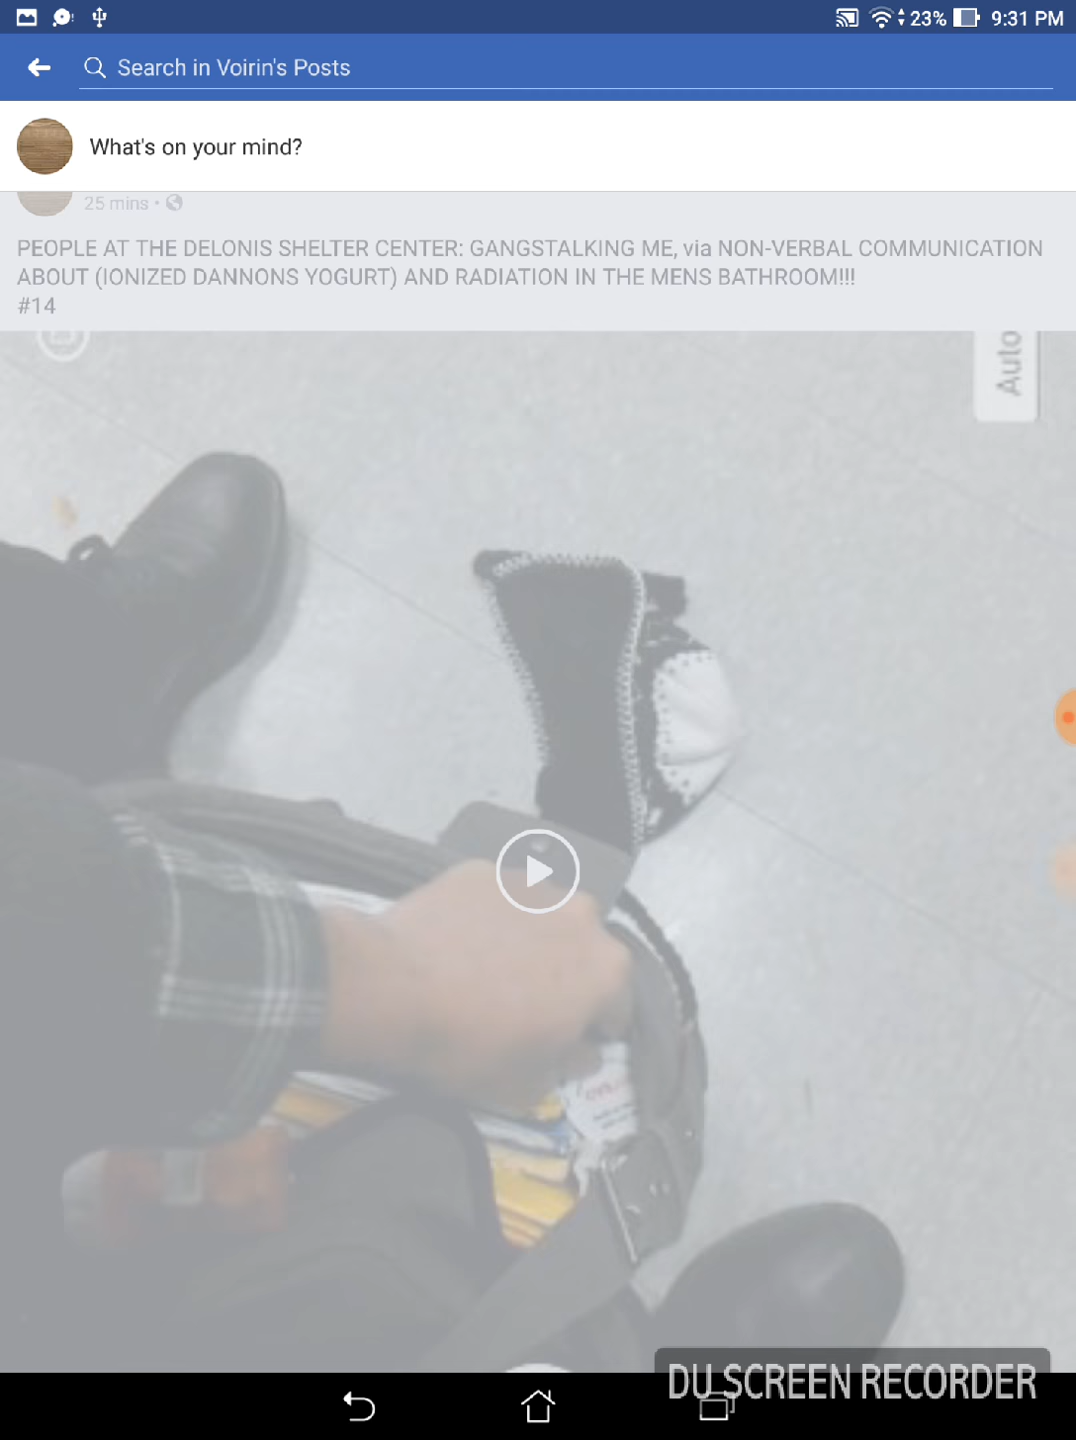 23% 9:31 PM
Search in Voirin's Posts
What's on your mind?
25 mins •
PEOPLE AT THE DELONIS SHELTER CENTER: GANGSTALKING ME, via NON-VERBAL COMMUNICATION
ABOUT (IONIZED DANNONS YOGURT) AND RADIATION IN THE MENS BATHROOM!!!
#14
Auto
DU SCREEN RECORDER